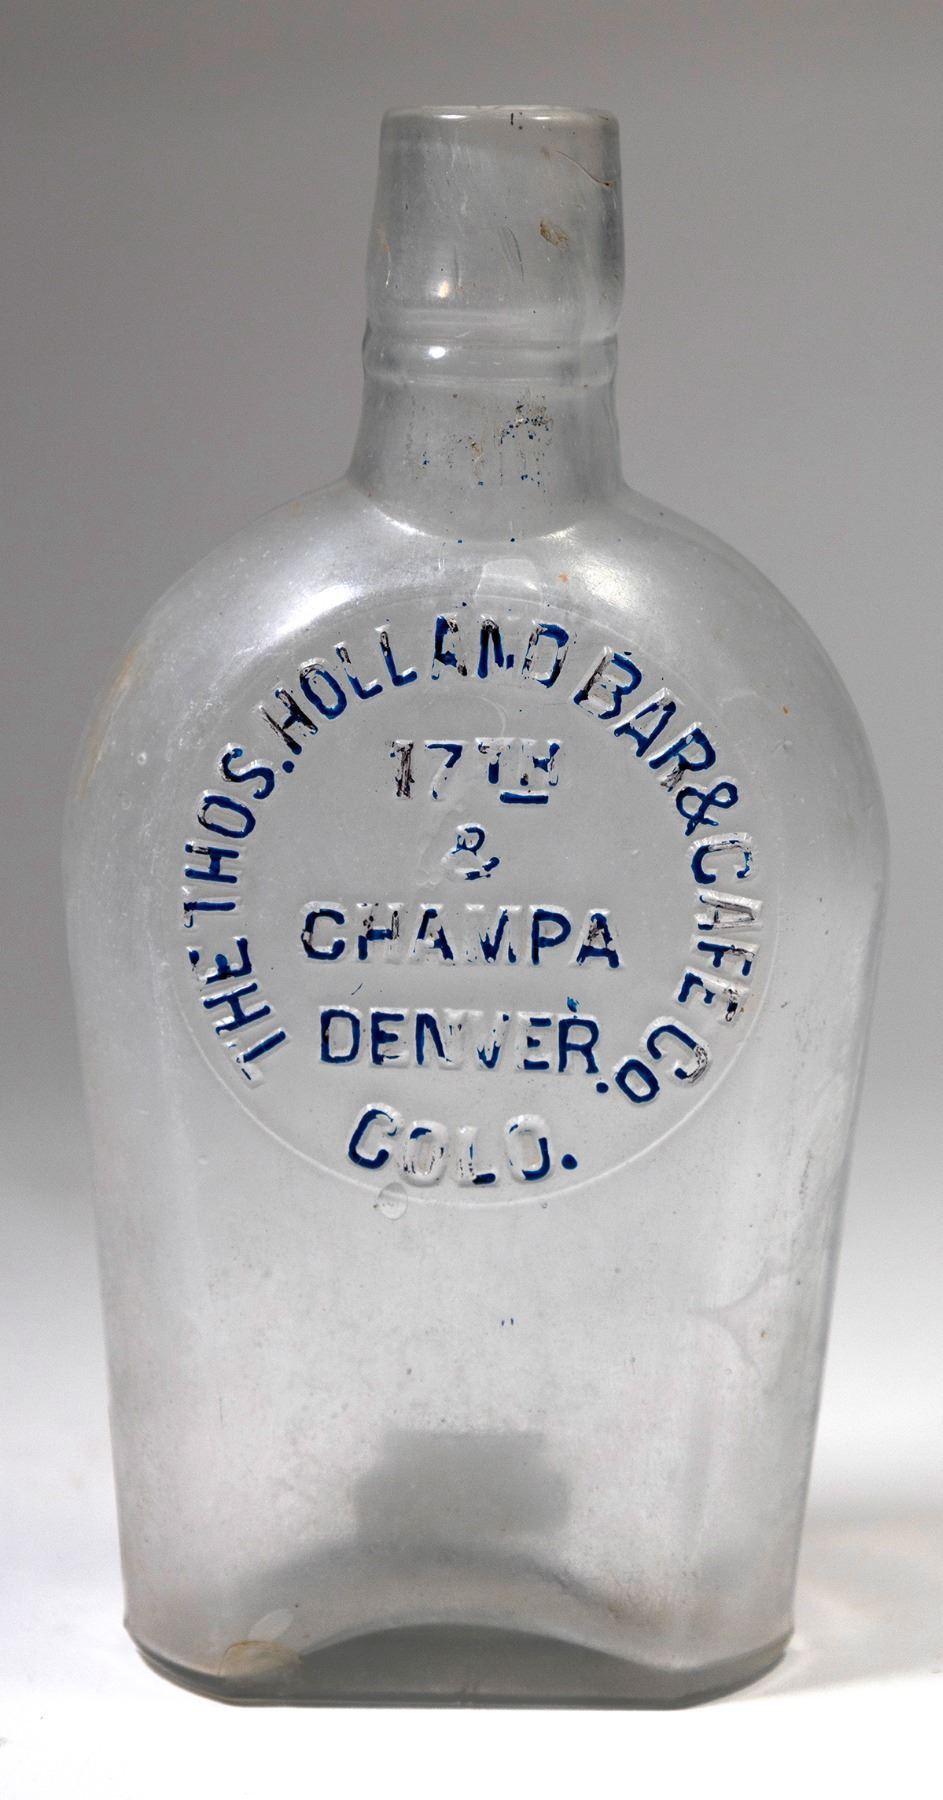 THE THOS. HOLLAND BAR & CAFE CO.
17TH
&
CHAMPA
DENVER.
COLO.